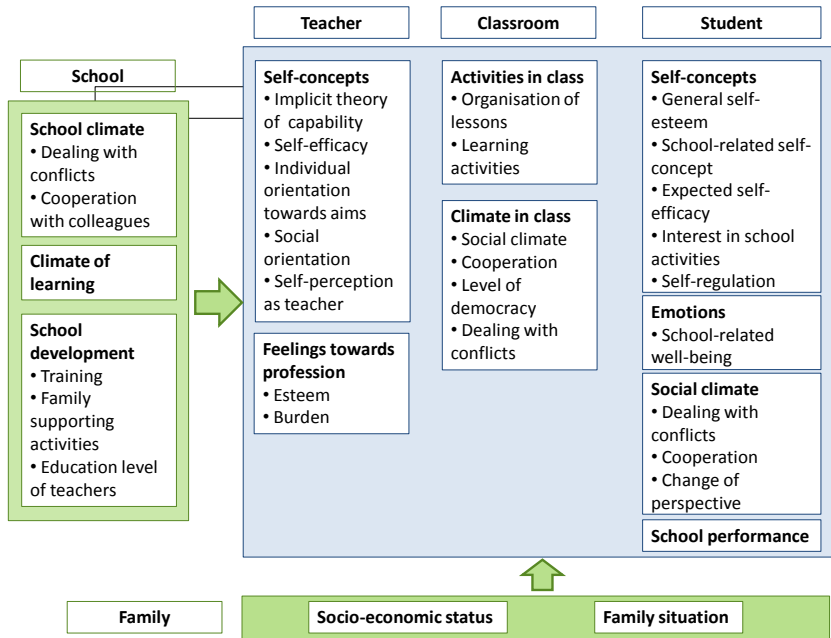 Teacher
Classroom
Student
School
School climate
• Dealing with
conflicts
• Cooperation
with colleagues
Climate of
learning
School
development
• Training
• Family
supporting
activities
• Education level
of teachers
Self-concepts
• Implicit theory
of capability
• Self-efficacy
• Individual
orientation
towards aims
• Social
orientation
• Self-perception
as teacher
Feelings towards
profession
• Esteem
• Burden
Activities in class
• Organisation of
lessons
• Learning
activities
Climate in class
• Social climate
• Cooperation
• Level of
democracy
• Dealing with
conflicts
Self-concepts
• General self-
esteem
• School-related self-
concept
• Expected self-
efficacy
• Interest in school
activities
• Self-regulation
Emotions
• School-related
well-being
Social climate
• Dealing with
conflicts
• Cooperation
• Change of
perspective
School performance
Family
Socio-economic status
Family situation